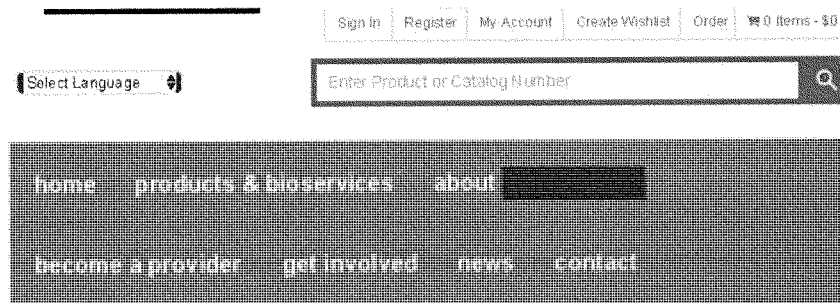 Sign In Register My Account Create Wishlist Order 0 Items - $0
Select Language
Enter Product or Catalog Number
home products & bioservices about
become a provider get involved news contact